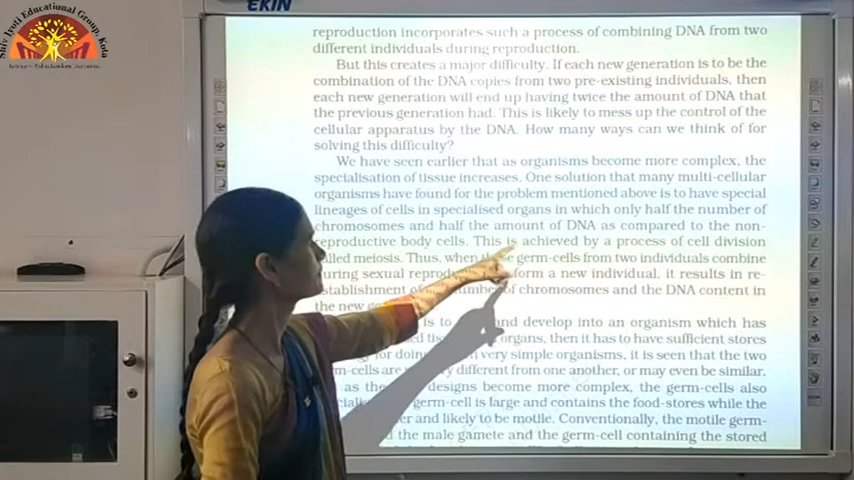 Shiv Jyoti Educational Group, Kota
EKIN
reproduction incorporates such a process of combining DNA from two
different individuals during reproduction.
But this creates a major difficulty. If each new generation is to be the
combination of the DNA copies from two pre-existing individuals, then
each new generation will end up having twice the amount of DNA that
the previous generation had. This is likely to mess up the control of the
cellular apparatus by the DNA. How many ways can we think of for
solving this difficulty?
We have seen earlier that as organisms become more complex, the
specialisation of tissue increases. One solution that many multi-cellular
organisms have found for the problem mentioned above is to have special
lineages of cells in specialised organs in which only half the number of
chromosomes and half the amount of DNA as compared to the non-
reproductive body cells. This is achieved by a process of cell division
called meiosis. Thus, when these germ-cells from two individuals combine
during sexual form a new individual, it results in re-
establishment of chromosomes and the DNA content in
the new
is to and develop into an organism which has
organs, then it has to have sufficient stores
for doing very simple organisms, it is seen that the two
germ-cells are different from one another, or may even be similar.
as the designs become more complex, the germ-cells also
germ-cell is large and contains the food-stores while the
and likely to be motile. Conventionally, the motile germ-
the male gamete and the germ-cell containing the stored